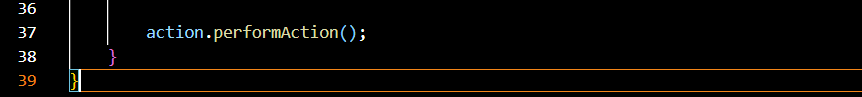 36
37 action.performAction();
38 }
39 }